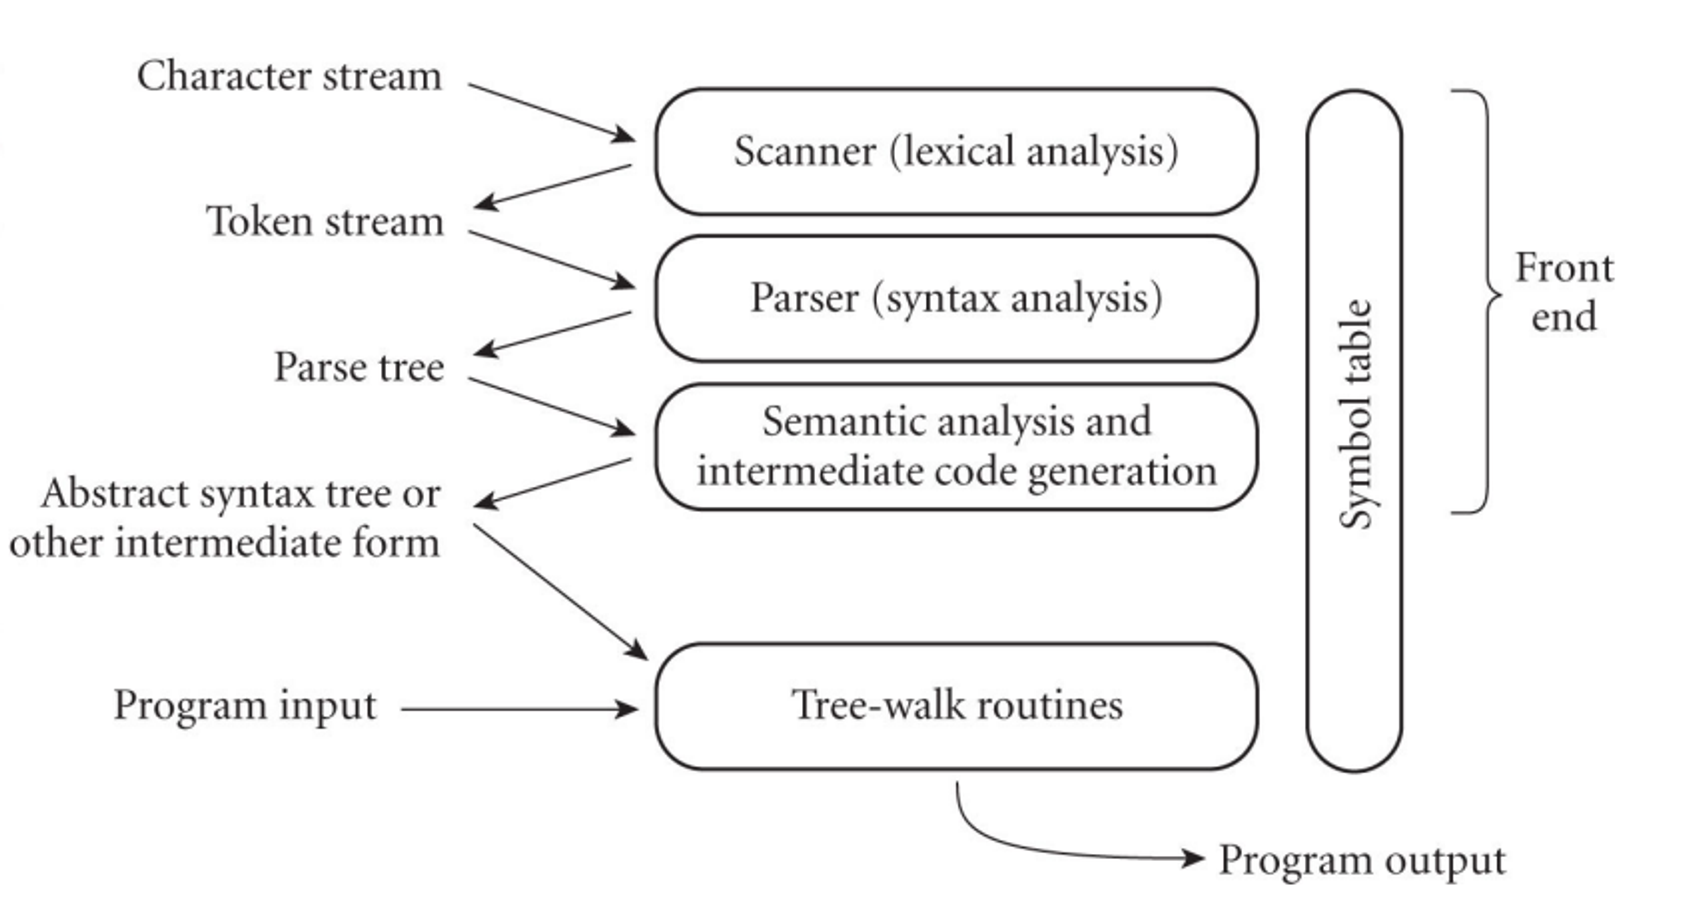 Character stream
Scanner (lexical analysis)
Token stream
Parser (syntax analysis)
Parse tree
Semantic analysis and
intermediate code generation
Abstract syntax tree or
other intermediate form
Program input
Tree-walk routines
Program output
Symbol table
Front
end